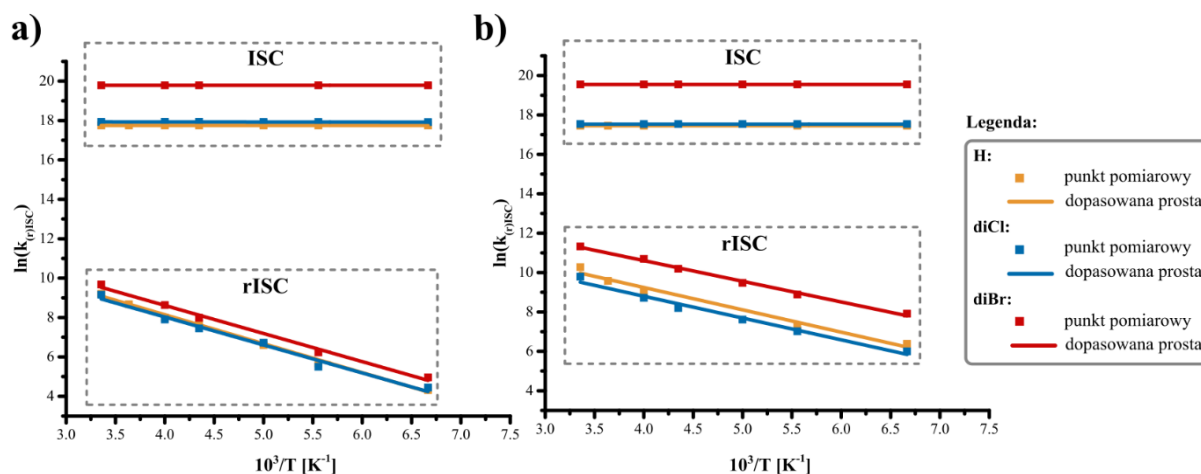 a)
ISC
20
18
16
14
12
10
8
6
4
ln(k(r)ISC)
rISC
3.0 3.5 4.0 4.5 5.0 5.5 6.0 6.5 7.0 7.5
10³/T [K⁻¹]
b)
ISC
20
18
16
14
12
10
8
6
4
ln(k(r)ISC)
rISC
3.0 3.5 4.0 4.5 5.0 5.5 6.0 6.5 7.0 7.5
10³/T [K⁻¹]
Legenda:
H:
punkt pomiarowy
dopasowana prosta
diCl:
punkt pomiarowy
dopasowana prosta
diBr:
punkt pomiarowy
dopasowana prosta